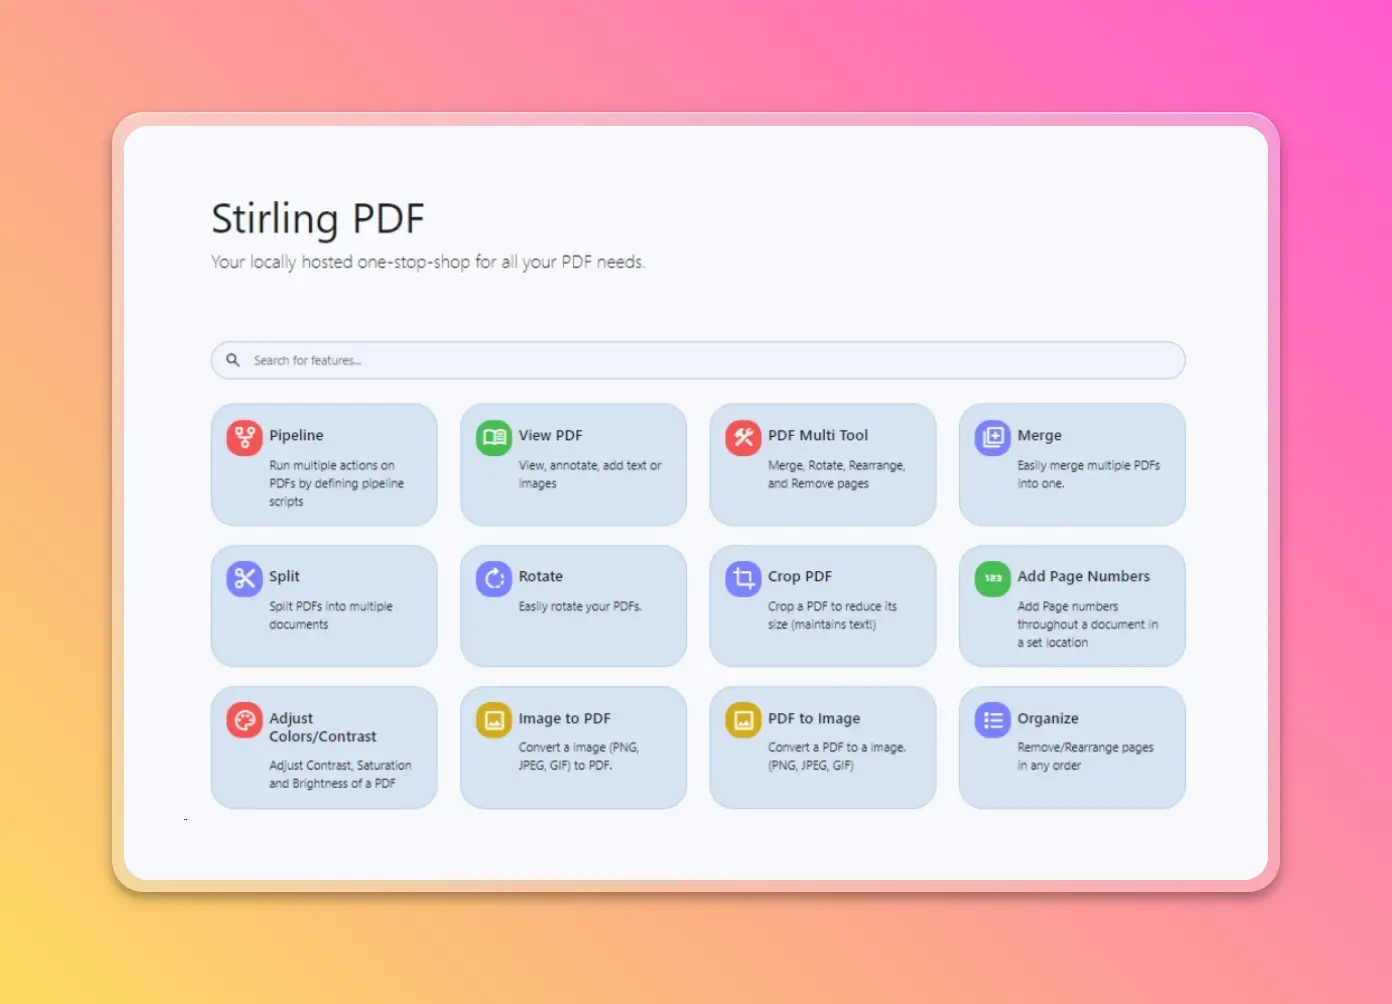 Stirling PDF
Your locally hosted one-stop-shop for all your PDF needs.
Search for features...
Pipeline
Run multiple actions on
PDFs by defining pipeline
scripts
View PDF
View, annotate, add text or
images
PDF Multi Tool
Merge, Rotate, Rearrange,
and Remove pages
Merge
Easily merge multiple PDFs
into one.
Split
Split PDFs into multiple
documents
Rotate
Easily rotate your PDFs.
Crop PDF
Crop a PDF to reduce its
size (maintains text!)
123
Add Page Numbers
Add Page numbers
throughout a document in
a set location
Adjust
Colors/Contrast
Adjust Contrast, Saturation
and Brightness of a PDF
Image to PDF
Convert a image (PNG,
JPEG, GIF) to PDF.
PDF to Image
Convert a PDF to a image.
(PNG, JPEG, GIF)
Organize
Remove/Rearrange pages
in any order